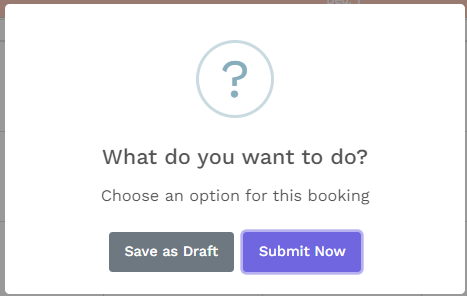 ?
What do you want to do?
Choose an option for this booking
Save as Draft
Submit Now